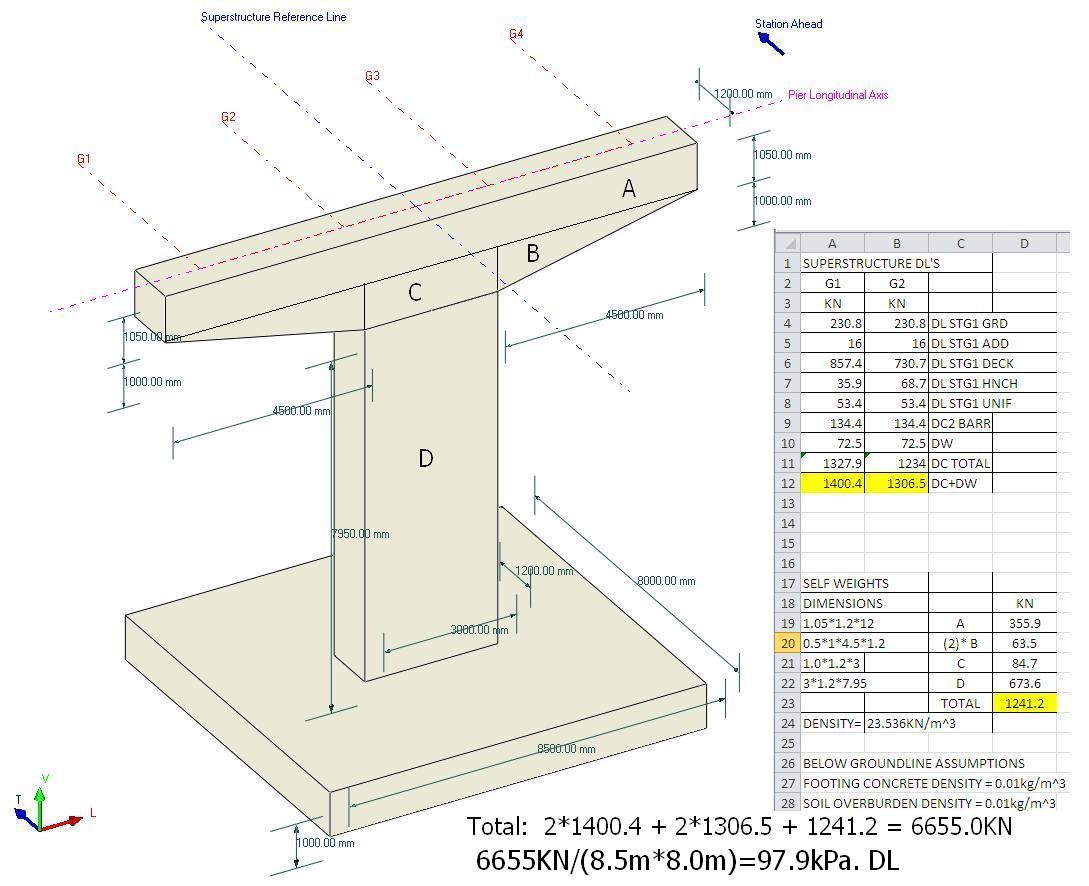 Superstructure Reference Line
Station Ahead
G4
G3
G2
G1
1200.00 mm
Pier Longitudinal Axis
1050.00 mm
1000.00 mm
A
B
C
D
4500.00 mm
1050.00 mm
1000.00 mm
4500.00 mm
7950.00 mm
1200.00 mm
8000.00 mm
3000.00 mm
8500.00 mm
1000.00 mm
V
T
L
A B C D
1 SUPERSTRUCTURE DL'S
2 G1 G2
3 KN KN
4 230.8 230.8 DL STG1 GRD
5 16 16 DL STG1 ADD
6 857.4 730.7 DL STG1 DECK
7 35.9 68.7 DL STG1 HNCH
8 53.4 53.4 DL STG1 UNIF
9 134.4 134.4 DC2 BARR
10 72.5 72.5 DW
11 1327.9 1234 DC TOTAL
12 1400.4 1306.5 DC+DW
13
14
15
16
17 SELF WEIGHTS
18 DIMENSIONS KN
19 1.05*1.2*12 A 355.9
20 0.5*1*4.5*1.2 (2)* B 63.5
21 1.0*1.2*3 C 84.7
22 3*1.2*7.95 D 673.6
23 TOTAL 1241.2
24 DENSITY= 23.536KN/m^3
25
26 BELOW GROUNDLINE ASSUMPTIONS
27 FOOTING CONCRETE DENSITY = 0.01kg/m^3
28 SOIL OVERBURDEN DENSITY = 0.01kg/m^3
Total: 2*1400.4 + 2*1306.5 + 1241.2 = 6655.0KN
6655KN/(8.5m*8.0m)=97.9kPa. DL